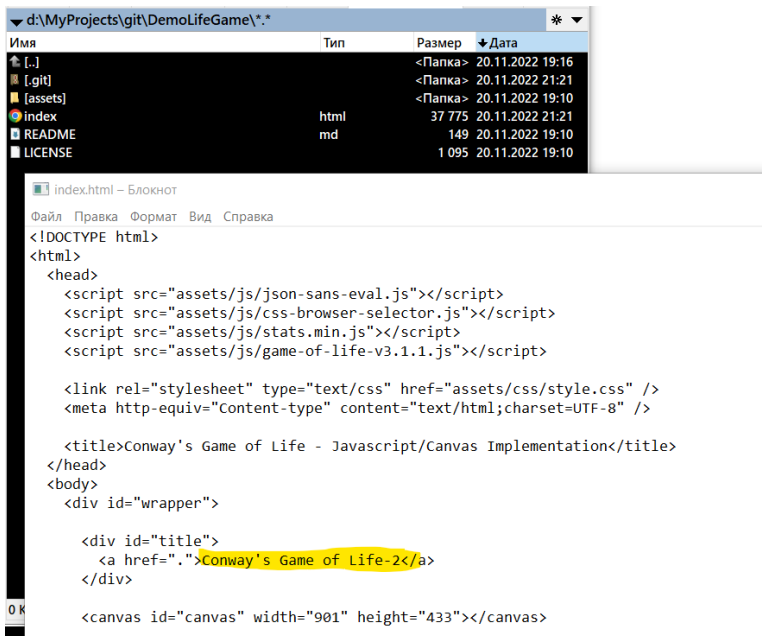 d:\MyProjects\git\DemoLifeGame\*.* * 
Имя Тип Размер Дата
[..] <Папка> 20.11.2022 19:16
[.git] <Папка> 20.11.2022 21:21
[assets] <Папка> 20.11.2022 19:10
index html 37 775 20.11.2022 21:21
README md 149 20.11.2022 19:10
LICENSE 1 095 20.11.2022 19:10
index.html – Блокнот
Файл Правка Формат Вид Справка
<!DOCTYPE html>
<html>
<head>
<script src="assets/js/json-sans-eval.js"></script>
<script src="assets/js/css-browser-selector.js"></script>
<script src="assets/js/stats.min.js"></script>
<script src="assets/js/game-of-life-v3.1.1.js"></script>
<link rel="stylesheet" type="text/css" href="assets/css/style.css" />
<meta http-equiv="Content-type" content="text/html;charset=UTF-8" />
<title>Conway's Game of Life - Javascript/Canvas Implementation</title>
</head>
<body>
<div id="wrapper">
<div id="title">
<a href=".">Conway's Game of Life-2</a>
</div>
0 K
<canvas id="canvas" width="901" height="433"></canvas>